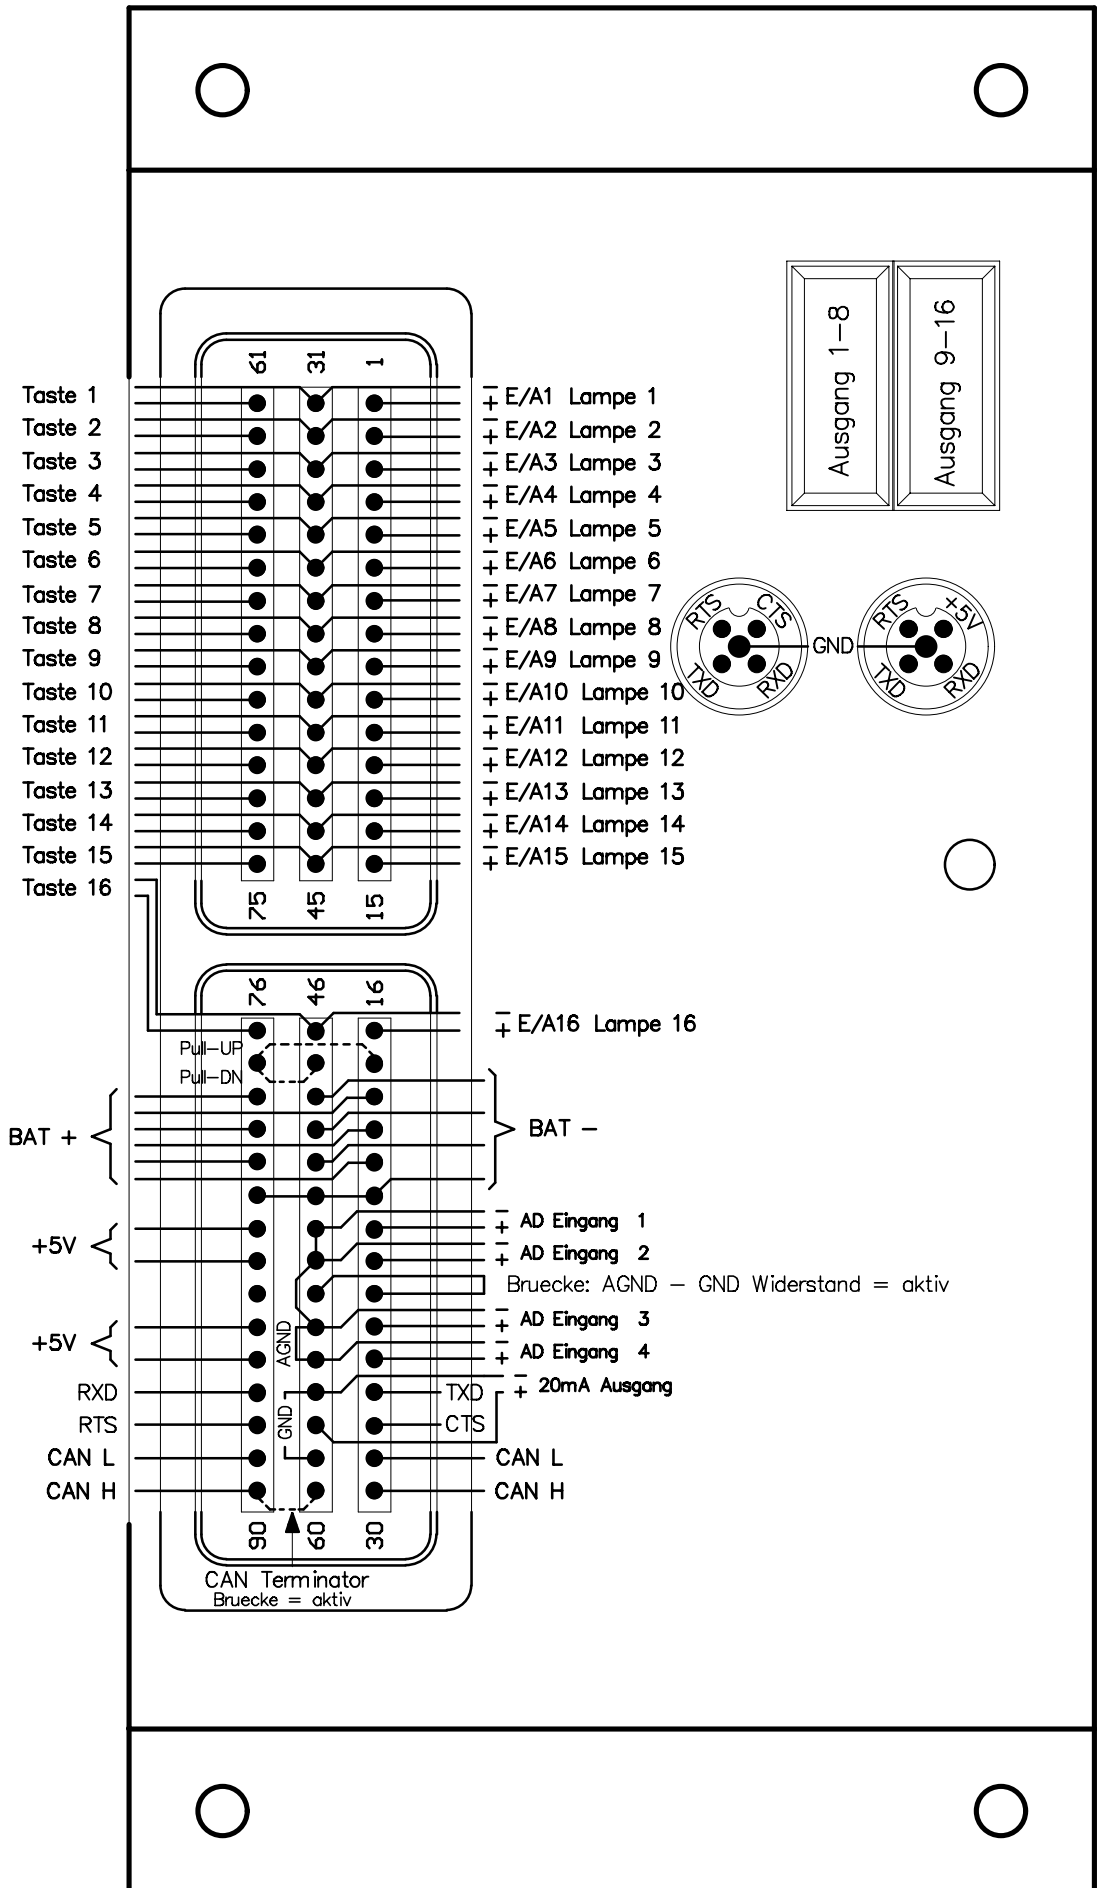 Ausgang 1–8
Ausgang 9–16
61 31 1
Taste 1 – + E/A1 Lampe 1
Taste 2 – + E/A2 Lampe 2
Taste 3 – + E/A3 Lampe 3
Taste 4 – + E/A4 Lampe 4
Taste 5 – + E/A5 Lampe 5
Taste 6 – + E/A6 Lampe 6
Taste 7 – + E/A7 Lampe 7
Taste 8 – + E/A8 Lampe 8
Taste 9 – + E/A9 Lampe 9
Taste 10 – + E/A10 Lampe 10
Taste 11 – + E/A11 Lampe 11
Taste 12 – + E/A12 Lampe 12
Taste 13 – + E/A13 Lampe 13
Taste 14 – + E/A14 Lampe 14
Taste 15 – + E/A15 Lampe 15
Taste 16
RTS CTS
TXD RXD
GND
RTS +5V
TXD RXD
75 45 15
76 46 16
– + E/A16 Lampe 16
Pull–UP
Pull–DN
BAT + BAT –
– + AD Eingang 1
+5V
– + AD Eingang 2
Bruecke: AGND – GND Widerstand = aktiv
– + AD Eingang 3
+5V
AGND
– + AD Eingang 4
– + 20mA Ausgang
RXD TXD
GND
RTS CTS
CAN L CAN L
CAN H CAN H
90 60 30
CAN Terminator
Bruecke = aktiv